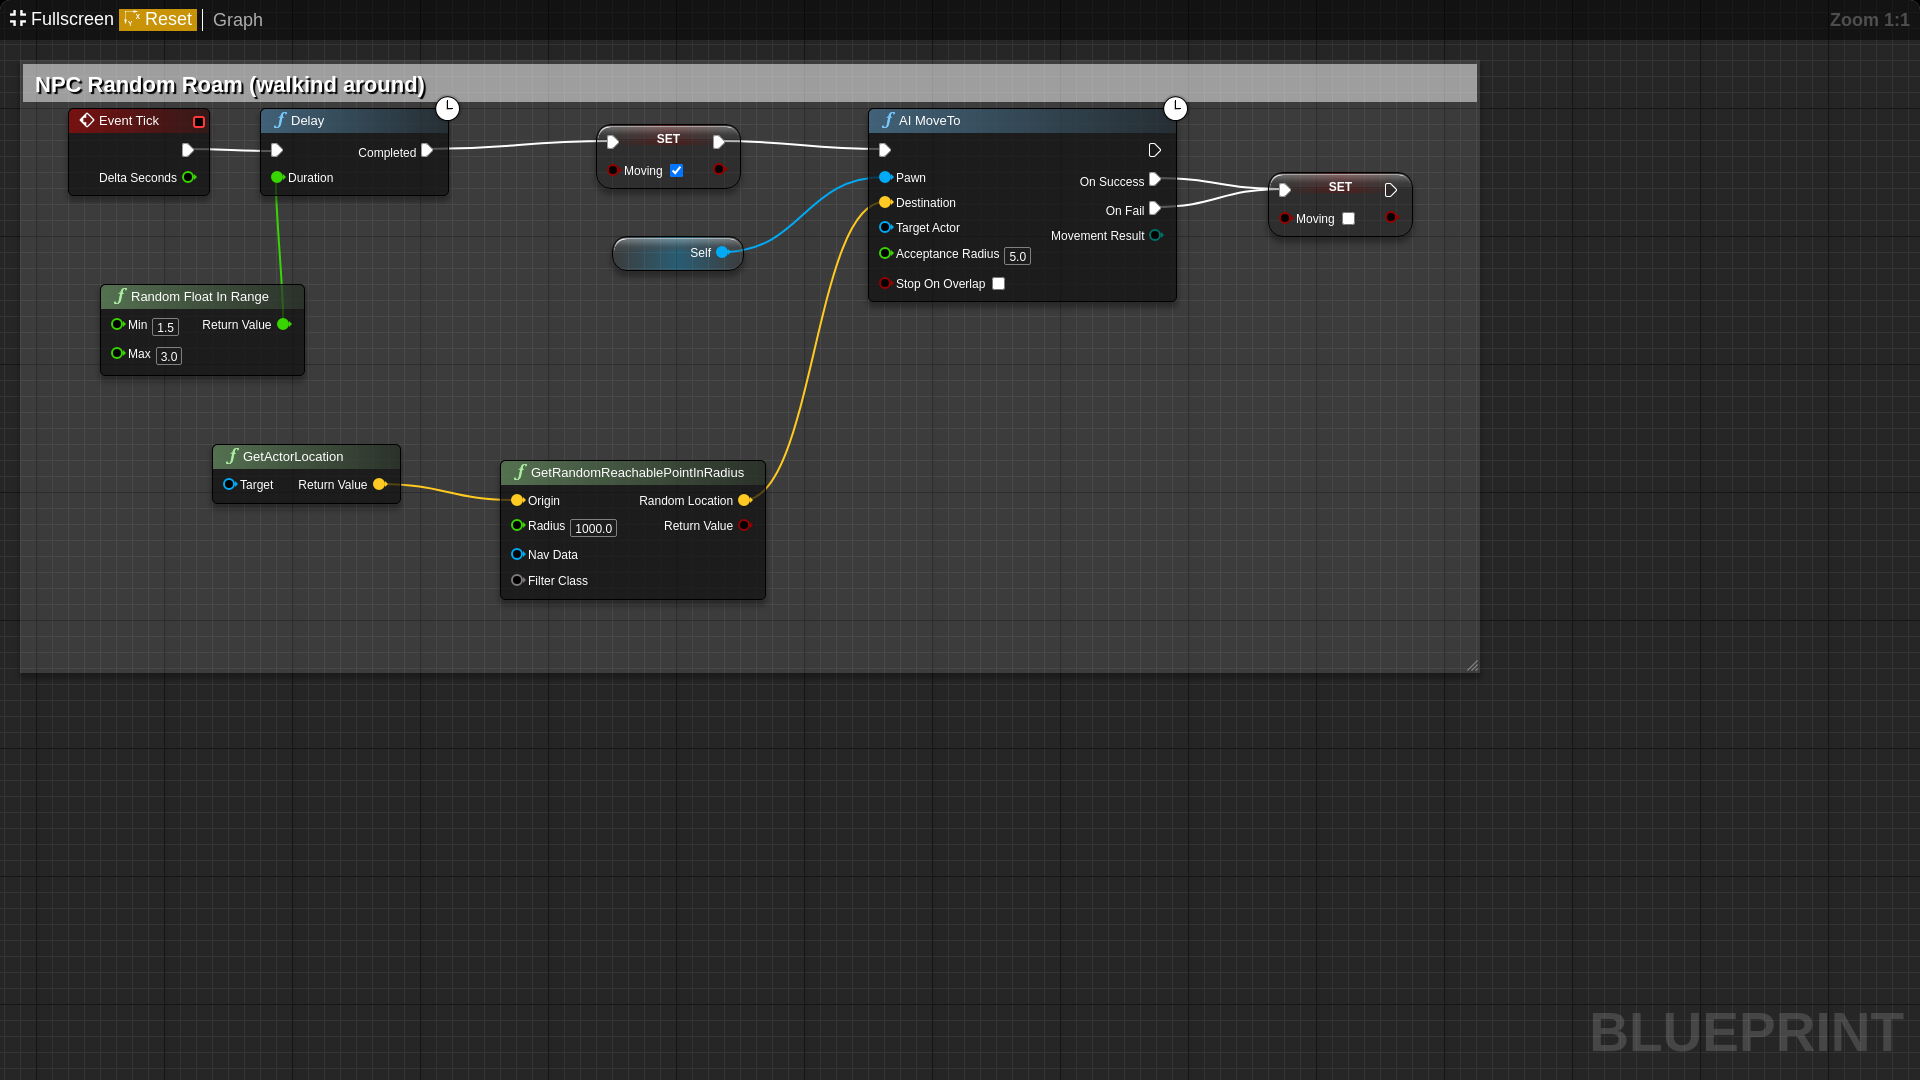 Fullscreen Reset Graph Zoom 1:1
NPC Random Roam (walkind around)
Event Tick
Delta Seconds
Delay
Completed
Duration
SET
Moving
AI MoveTo
Pawn
On Success
Destination
On Fail
Target Actor
Movement Result
Acceptance Radius 5.0
Stop On Overlap
SET
Moving
Self
Random Float In Range
Min 1.5 Return Value
Max 3.0
GetActorLocation
Target Return Value
GetRandomReachablePointInRadius
Origin Random Location
Radius 1000.0 Return Value
Nav Data
Filter Class
BLUEPRINT